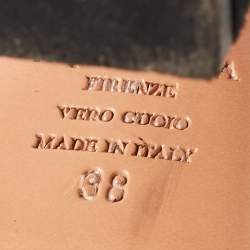 FIRENZE
VERO CUOIO
MADE IN ITALY
38